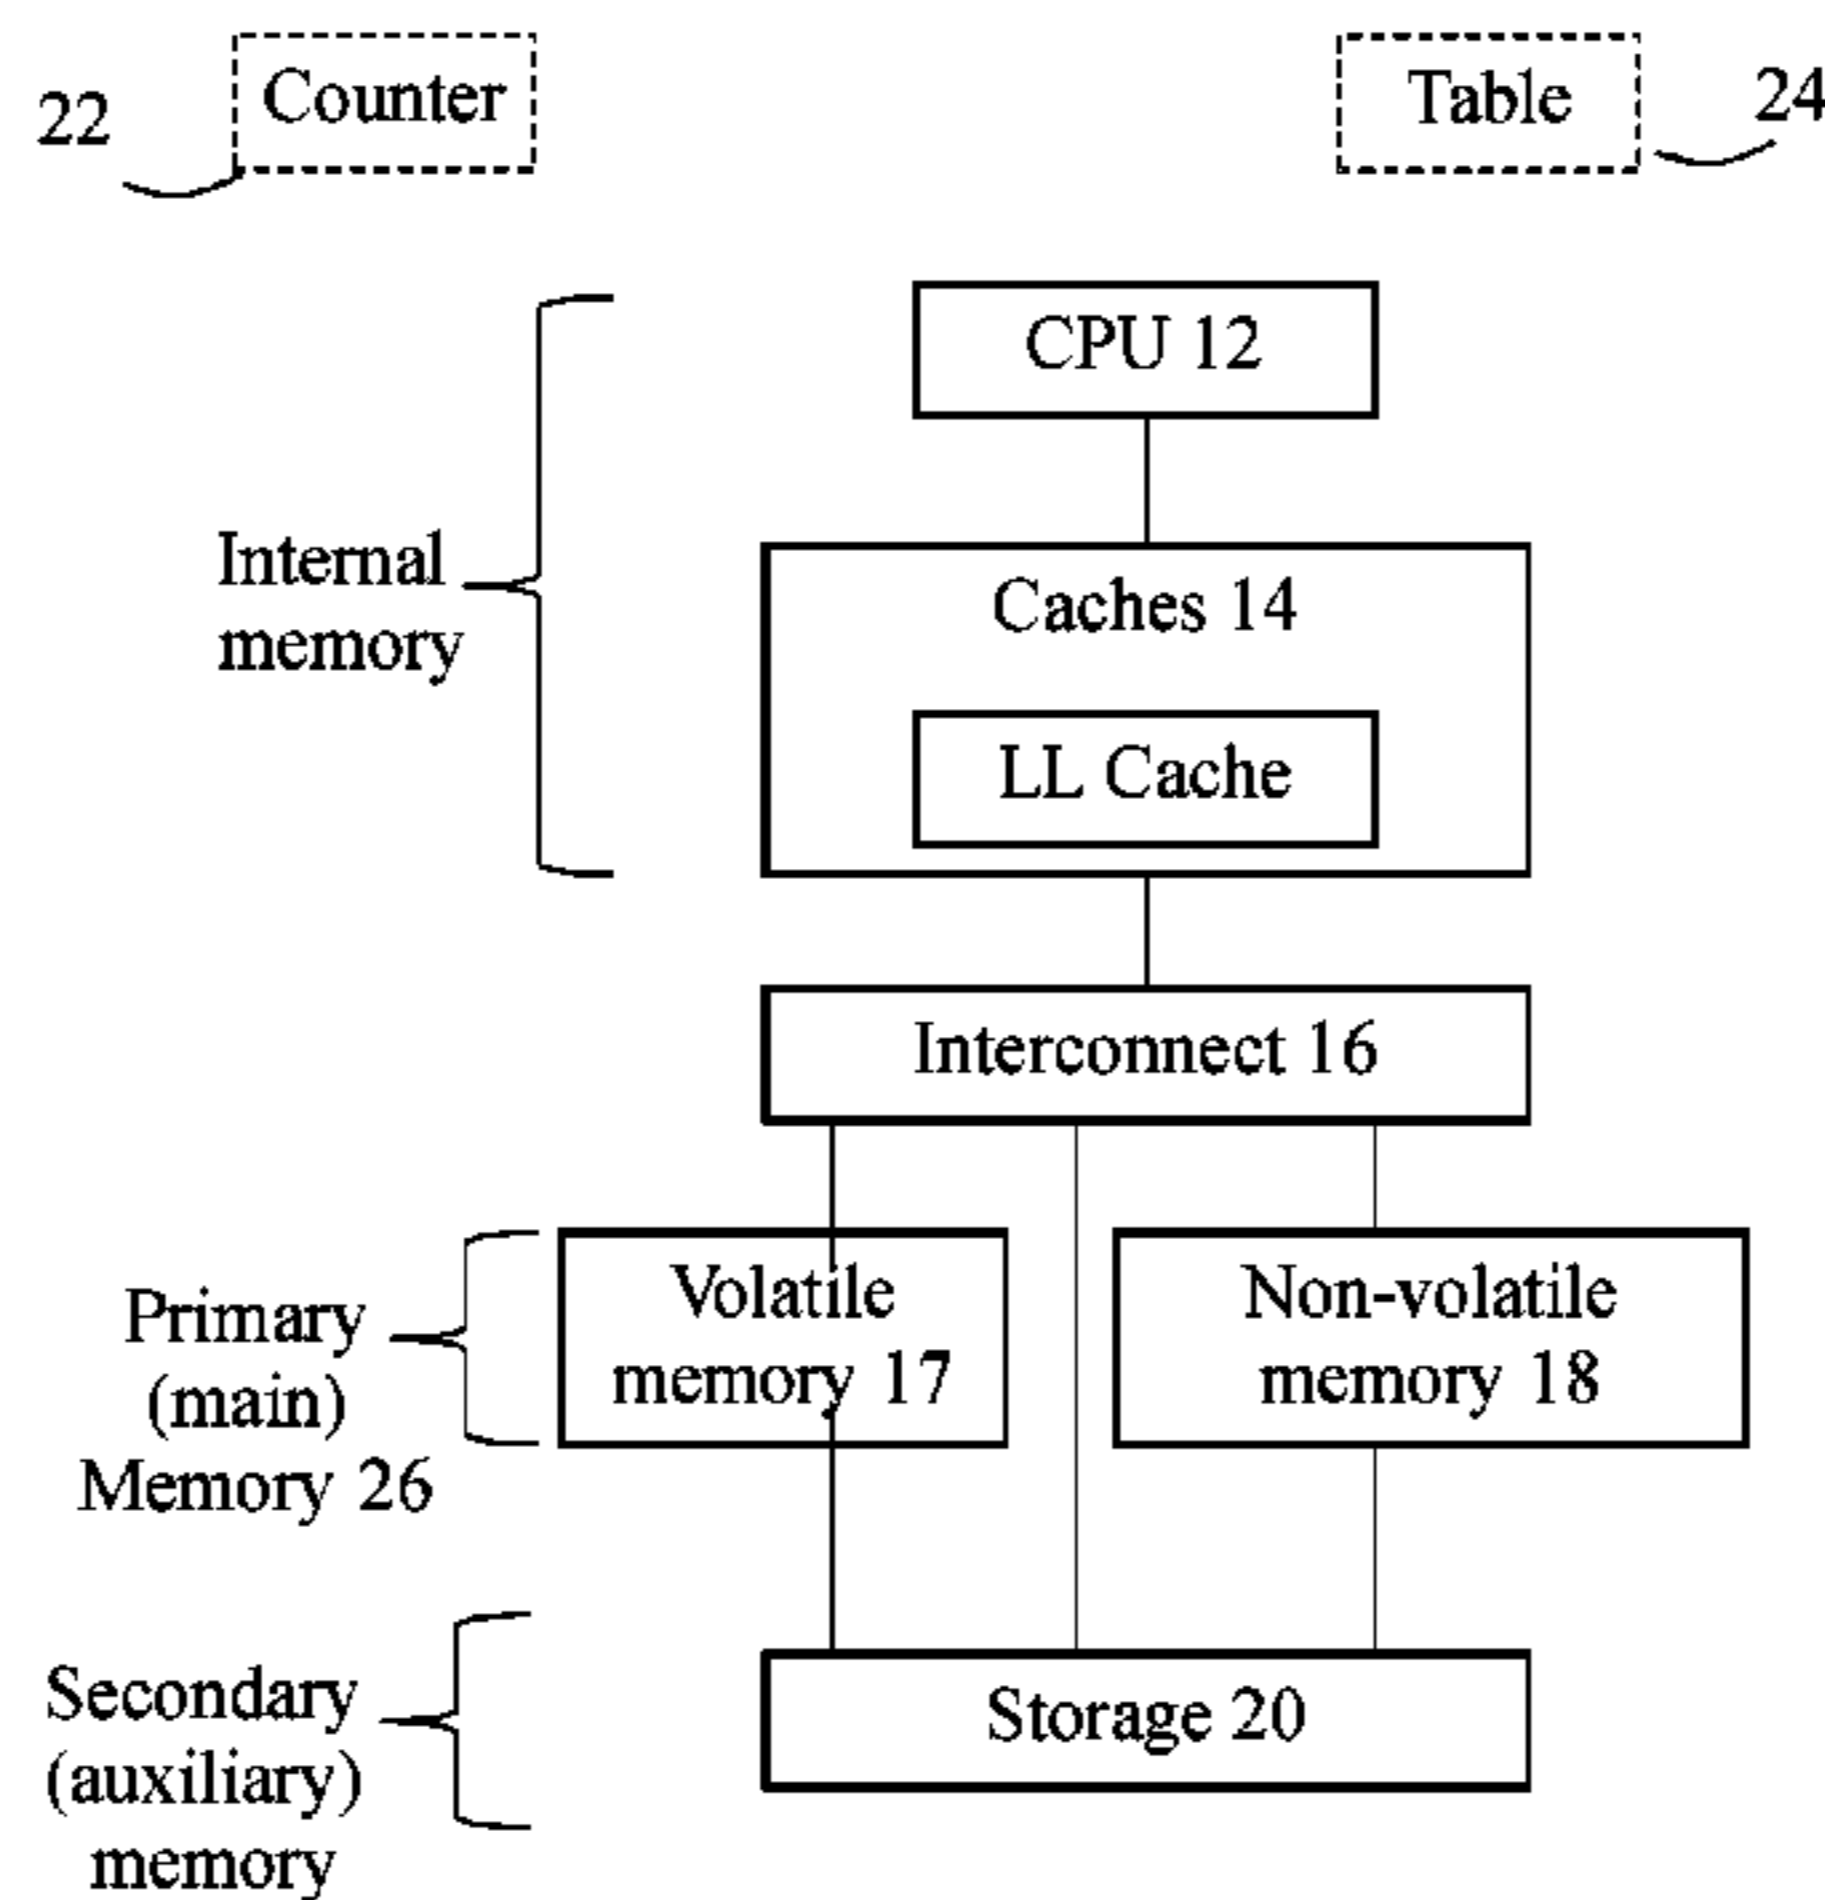 22
Counter
Table
24
CPU 12
Internal
memory
Caches 14
LL Cache
Interconnect 16
Primary
(main)
Memory 26
Volatile
memory 17
Non-volatile
memory 18
Secondary
(auxiliary)
memory
Storage 20